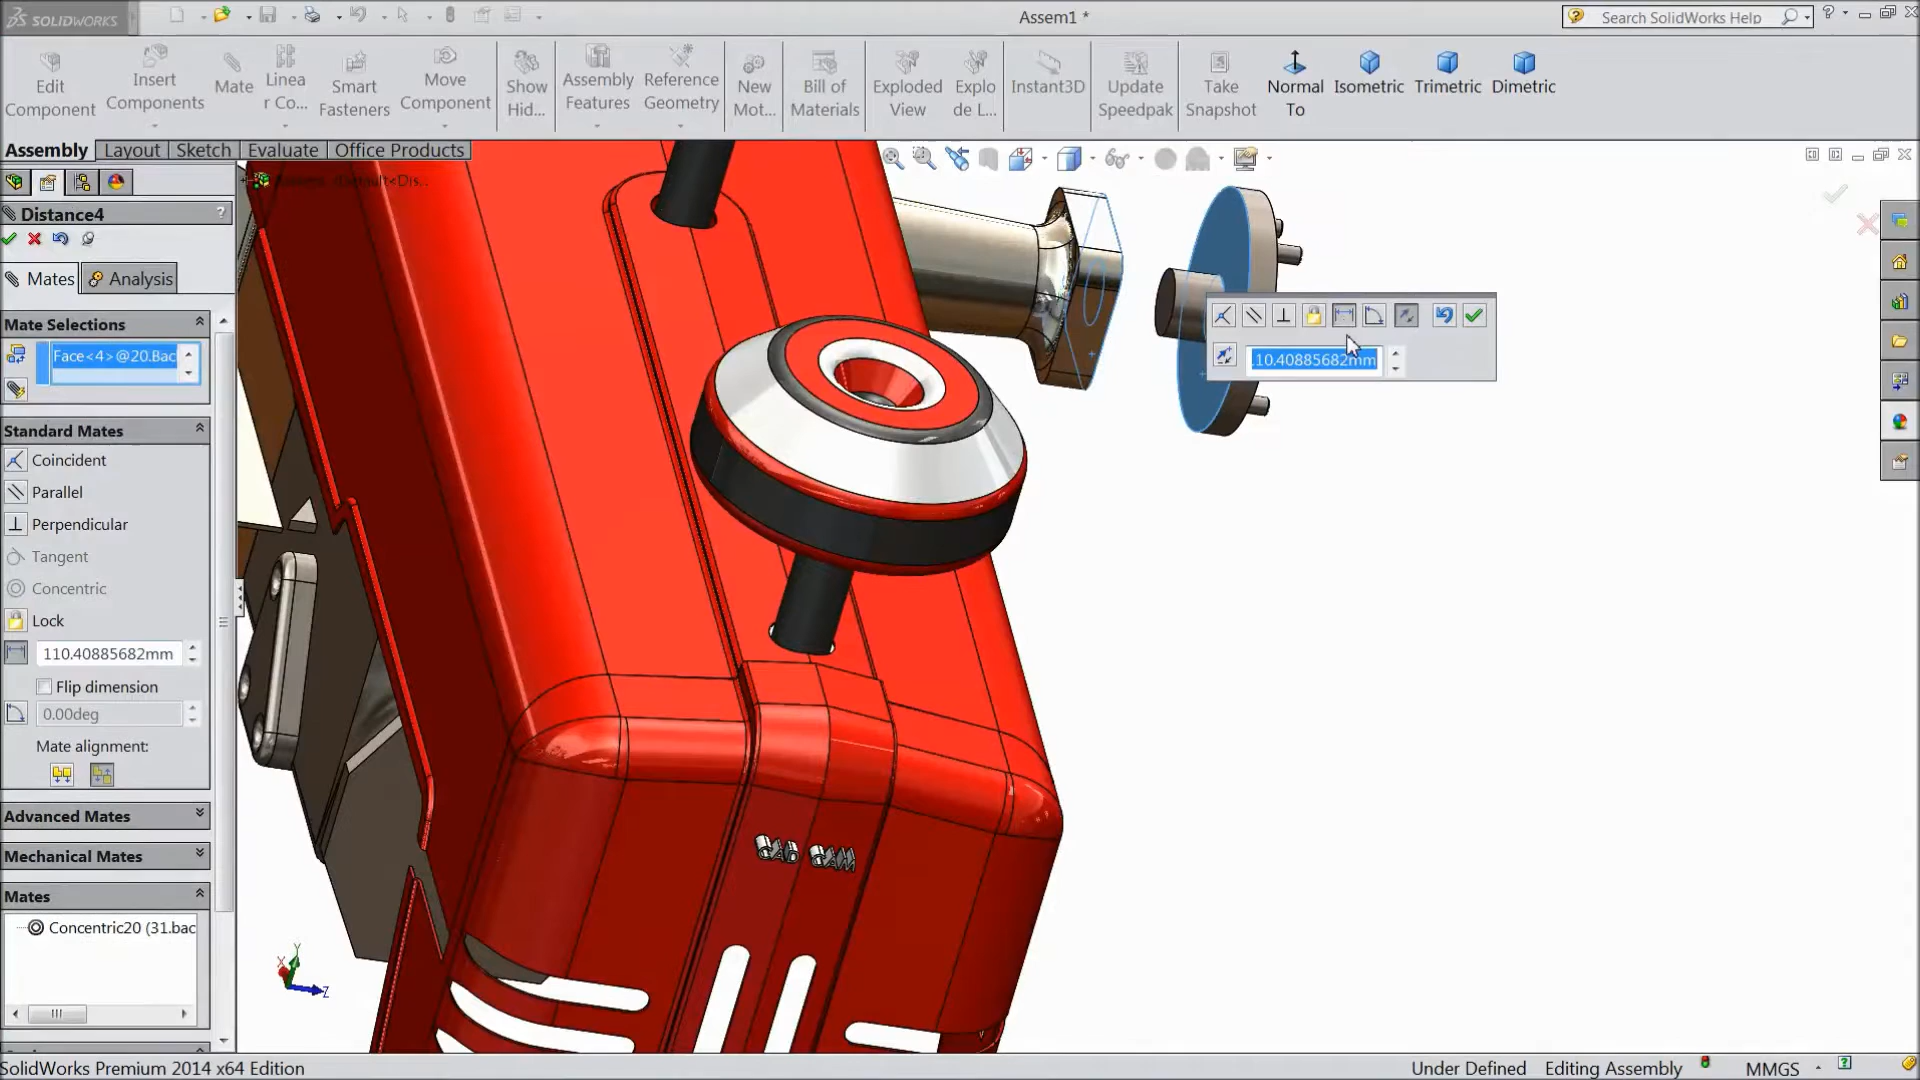 SOLIDWORKS
Assem1 *
Search SolidWorks Help
Edit Component
Insert Components
Mate
Linea r Co...
Smart Fasteners
Move Component
Show Hid...
Assembly Features
Reference Geometry
New Mot...
Bill of Materials
Exploded View
Explo de L...
Instant3D
Update Speedpak
Take Snapshot
Normal To
Isometric
Trimetric
Dimetric
Assembly
Layout
Sketch
Evaluate
Office Products
Distance4
?
Mates
Analysis
Mate Selections
Face<4>@20.Bac
Standard Mates
Coincident
Parallel
Perpendicular
Tangent
Concentric
Lock
110.40885682mm
Flip dimension
0.00deg
Mate alignment:
Advanced Mates
Mechanical Mates
Mates
Concentric20 (31.bac
10.40885682mm
CAD CAM
X
Y
Z
SolidWorks Premium 2014 x64 Edition
Under Defined
Editing Assembly
MMGS